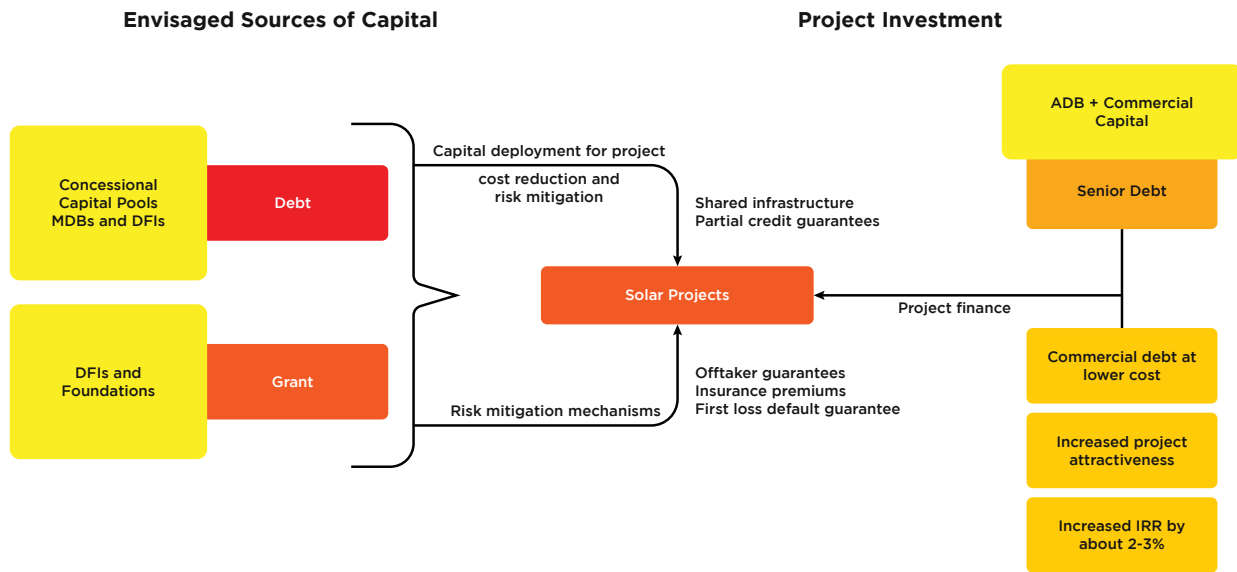 Envisaged Sources of Capital
Project Investment
Concessional
Capital Pools
MDBs and DFIs
Debt
DFIs and
Foundations
Grant
Capital deployment for project
cost reduction and
risk mitigation
Shared infrastructure
Partial credit guarantees
Solar Projects
Risk mitigation mechanisms
Offtaker guarantees
Insurance premiums
First loss default guarantee
Project finance
ADB + Commercial
Capital
Senior Debt
Commercial debt at
lower cost
Increased project
attractiveness
Increased IRR by
about 2-3%